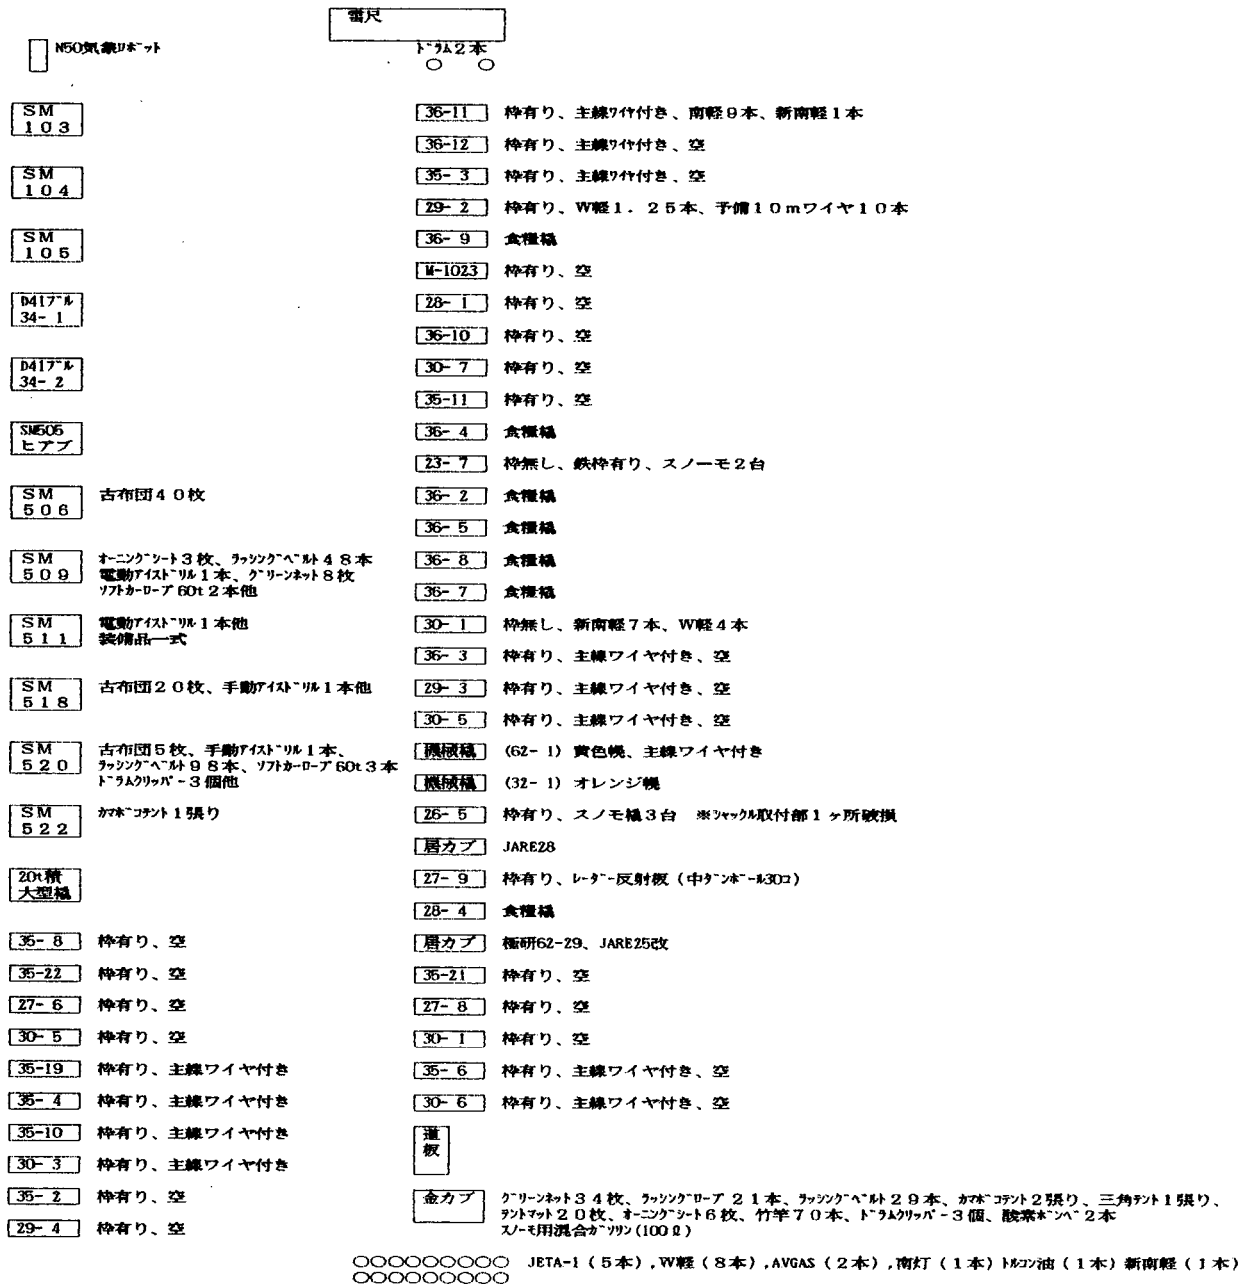 雪尺
N50気象ﾛﾎﾞｯﾄ
ﾄﾞﾗﾑ２本
ＳＭ
１０３
36-11 枠有り、主線ﾜｲﾔ付き、南軽９本、新南軽１本
36-12 枠有り、主線ﾜｲﾔ付き、空
ＳＭ
１０４
35- 3 枠有り、主線ﾜｲﾔ付き、空
29- 2 枠有り、W軽１．２５本、予備１０ｍワイヤ１０本
ＳＭ
１０５
36- 9 食糧橇
M-1023 枠有り、空
D41ﾌﾞﾙ
34- 1
28- 1 枠有り、空
36-10 枠有り、空
D41ﾌﾞﾙ
34- 2
30- 7 枠有り、空
35-11 枠有り、空
SM505
ヒアブ
36- 4 食糧橇
23- 7 枠無し、鉄枠有り、スノーモ２台
ＳＭ
５０６
古布団４０枚
36- 2 食糧橇
36- 5 食糧橇
ＳＭ
５０９
ｵｰﾆﾝｸﾞｼｰﾄ３枚、ﾗｯｼﾝｸﾞﾍﾞﾙﾄ４８本
電動ｱｲｽﾄﾞﾘﾙ１本、ｸﾞﾘｰﾝﾈｯﾄ８枚
ｿﾌﾄｶｰﾛｰﾌﾟ60t２本他
36- 8 食糧橇
36- 7 食糧橇
ＳＭ
５１１
電動ｱｲｽﾄﾞﾘﾙ１本他
装備品一式
30- 1 枠無し、新南軽７本、W軽４本
36- 3 枠有り、主線ワイヤ付き、空
ＳＭ
５１８
古布団２０枚、手動ｱｲｽﾄﾞﾘﾙ１本他
29- 3 枠有り、主線ワイヤ付き、空
30- 5 枠有り、主線ワイヤ付き、空
ＳＭ
５２０
古布団５枚、手動ｱｲｽﾄﾞﾘﾙ１本、
ﾗｯｼﾝｸﾞﾍﾞﾙﾄ９８本、ｿﾌﾄｶｰﾛｰﾌﾟ60t３本
ﾄﾞﾗﾑｸﾘｯﾊﾟ-３個他
機械橇 (62- 1) 黄色幌、主線ワイヤ付き
機械橇 (32- 1) オレンジ幌
ＳＭ
５２２
ｶﾏﾎﾞｺﾃﾝﾄ１張り
26- 5 枠有り、スノモ橇３台 ※ｼｬｯｸﾙ取付部１ヶ所破損
居カブ JARE28
20t積
大型橇
27- 9 枠有り、ﾚｰﾀﾞｰ反射板（中ﾀﾞﾝﾎﾞｰﾙ30ｺ）
28- 4 食糧橇
35- 8 枠有り、空
居カブ 極研62-29、JARE25改
35-22 枠有り、空
35-21 枠有り、空
27- 6 枠有り、空
27- 8 枠有り、空
30- 5 枠有り、空
30- 1 枠有り、空
35-19 枠有り、主線ワイヤ付き
35- 6 枠有り、主線ワイヤ付き、空
35- 4 枠有り、主線ワイヤ付き
30- 6 枠有り、主線ワイヤ付き、空
35-10 枠有り、主線ワイヤ付き
道
板
30- 3 枠有り、主線ワイヤ付き
35- 2 枠有り、空
金カブ
ｸﾞﾘｰﾝﾈｯﾄ３４枚、ﾗｯｼﾝｸﾞﾛｰﾌﾟ２１本、ﾗｯｼﾝｸﾞﾍﾞﾙﾄ２９本、ｶﾏﾎﾞｺﾃﾝﾄ２張り、三角ﾃﾝﾄ１張り、
ﾃﾝﾄﾏｯﾄ２０枚、ｵｰﾆﾝｸﾞｼｰﾄ６枚、竹竿７０本、ﾄﾞﾗﾑｸﾘｯﾊﾟ-３個、酸素ﾎﾞﾝﾍﾞ２本
ｽﾉｰﾓ用混合ｶﾞｿﾘﾝ(100ℓ)
29- 4 枠有り、空
JETA-1（５本）,W軽（８本）,AVGAS（２本）,南灯（１本）ﾄﾙｺﾝ油（１本）新南軽（１本）